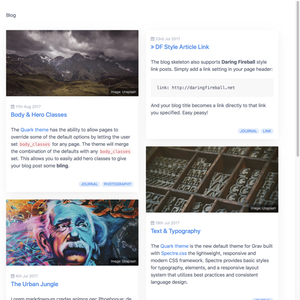 Blog
Image: Unsplash
17th Aug 2017
Body & Hero Classes
The Quark theme has the ability to allow pages to
override some of the default options by letting the user
set body_classes for any page. The theme will merge
the combination of the defaults with any body_classes
set. This allows you to easily add hero classes to give
your blog post some bling.
JOURNAL PHOTOGRAPHY
Image: Unsplash
6th Jul 2017
The Urban Jungle
23rd Jul 2017
» DF Style Article Link
The blog skeleton also supports Daring Fireball style
link posts. Simply add a link setting in your page header:
link: http://daringfireball.net
And your blog title becomes a link directly to that link
you specified. Easy peasy!
JOURNAL LINK
Image: Unsplash
19th Jul 2017
Text & Typography
The Quark theme is the new default theme for Grav built
with Spectre.css the lightweight, responsive and
modern CSS framework. Spectre provides basic styles
for typography, elements, and a responsive layout
system that utilizes best practices and consistent
language design.